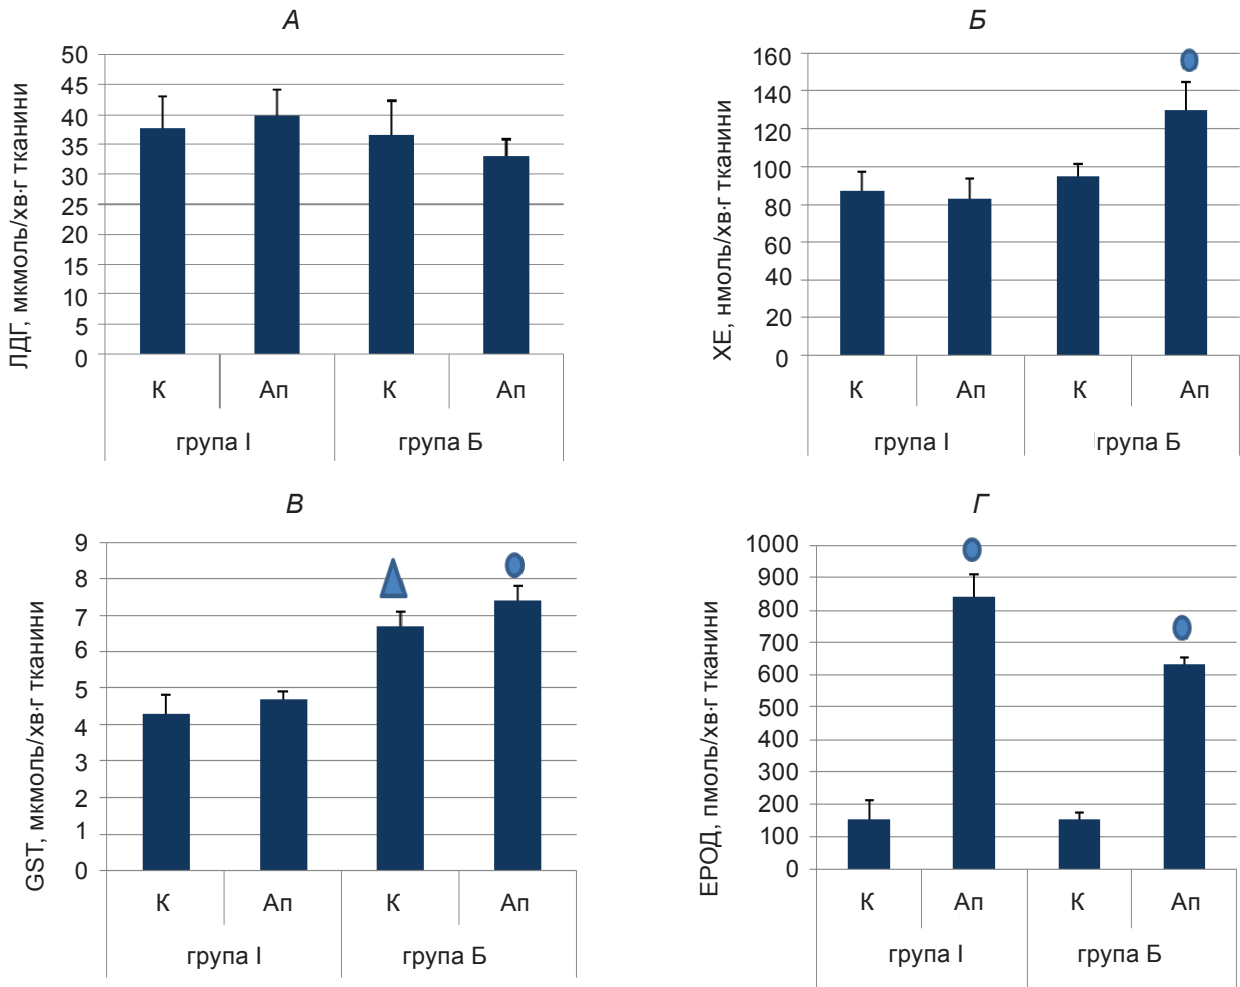 А
ЛДГ, мкмоль/хв·г тканини
50
45
40
35
30
25
20
15
10
5
0
К Ап К Ап
група І група Б
Б
ХЕ, нмоль/хв·г тканини
160
140
120
100
80
60
40
20
0
К Ап К Ап
група І група Б
В
GST, мкмоль/хв·г тканини
9
8
7
6
5
4
3
2
1
0
К Ап К Ап
група І група Б
Г
ЕРОД, пмоль/хв·г тканини
1000
900
800
700
600
500
400
300
200
100
0
К Ап К Ап
група І група Б